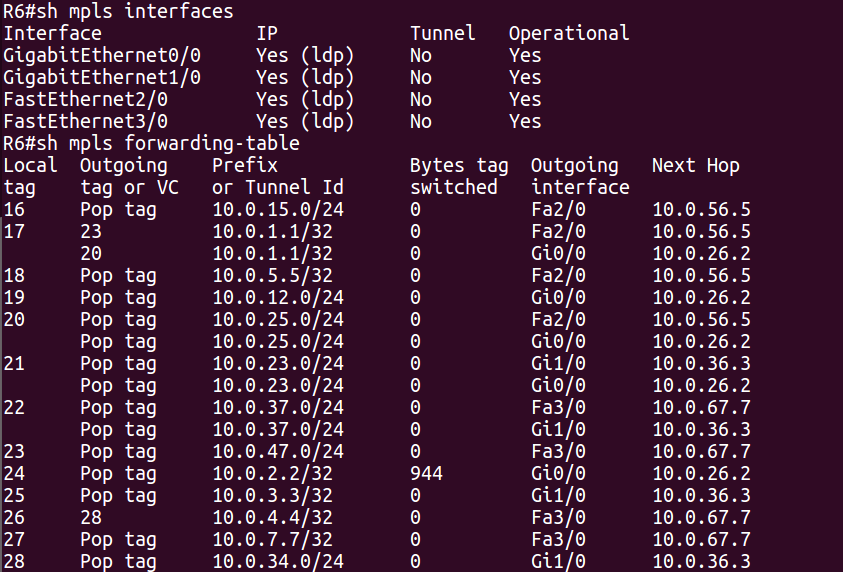 R6#sh mpls interfaces
Interface              IP            Tunnel   Operational
GigabitEthernet0/0     Yes (ldp)     No       Yes
GigabitEthernet1/0     Yes (ldp)     No       Yes
FastEthernet2/0        Yes (ldp)     No       Yes
FastEthernet3/0        Yes (ldp)     No       Yes
R6#sh mpls forwarding-table
Local  Outgoing    Prefix            Bytes tag  Outgoing   Next Hop
tag    tag or VC   or Tunnel Id      switched   interface
16     Pop tag     10.0.15.0/24      0          Fa2/0      10.0.56.5
17     23          10.0.1.1/32       0          Fa2/0      10.0.56.5
       20          10.0.1.1/32       0          Gi0/0      10.0.26.2
18     Pop tag     10.0.5.5/32       0          Fa2/0      10.0.56.5
19     Pop tag     10.0.12.0/24      0          Gi0/0      10.0.26.2
20     Pop tag     10.0.25.0/24      0          Fa2/0      10.0.56.5
       Pop tag     10.0.25.0/24      0          Gi0/0      10.0.26.2
21     Pop tag     10.0.23.0/24      0          Gi1/0      10.0.36.3
       Pop tag     10.0.23.0/24      0          Gi0/0      10.0.26.2
22     Pop tag     10.0.37.0/24      0          Fa3/0      10.0.67.7
       Pop tag     10.0.37.0/24      0          Gi1/0      10.0.36.3
23     Pop tag     10.0.47.0/24      0          Fa3/0      10.0.67.7
24     Pop tag     10.0.2.2/32       944        Gi0/0      10.0.26.2
25     Pop tag     10.0.3.3/32       0          Gi1/0      10.0.36.3
26     28          10.0.4.4/32       0          Fa3/0      10.0.67.7
27     Pop tag     10.0.7.7/32       0          Fa3/0      10.0.67.7
28     Pop tag     10.0.34.0/24      0          Gi1/0      10.0.36.3